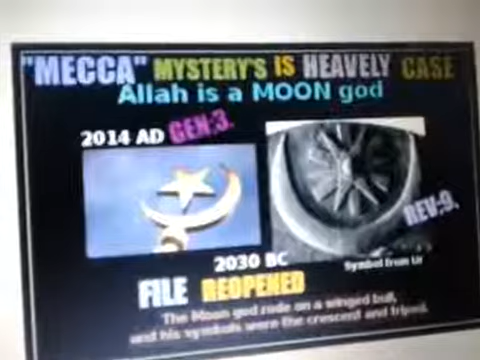 "MECCA" MYSTERY'S IS HEAVELY CASE
Allah is a MOON god
2014 AD GEN:3.
REV:9.
2030 BC
Symbol from Ur
FILE REOPENED
The Moon god rode on a winged bull,
and his symbols were the crescent and tripod.